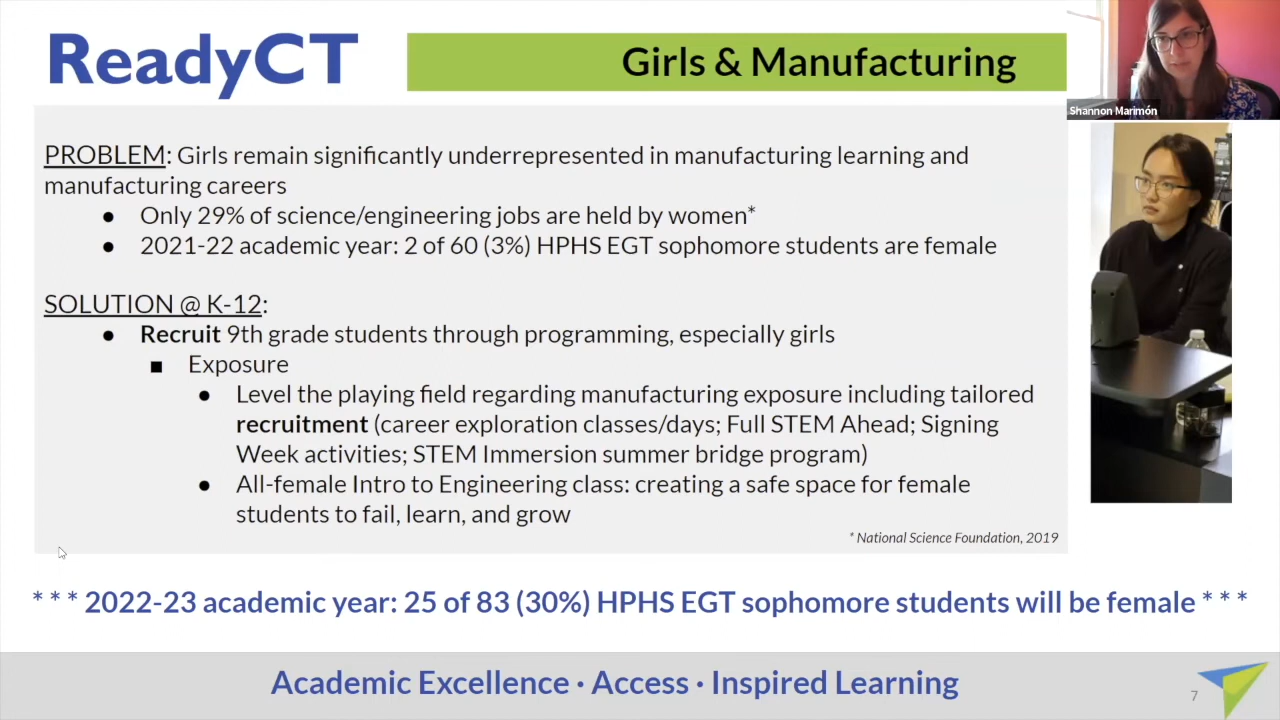 ReadyCT
Girls & Manufacturing
Shannon Marimón
PROBLEM: Girls remain significantly underrepresented in manufacturing learning and
manufacturing careers
● Only 29% of science/engineering jobs are held by women*
● 2021-22 academic year: 2 of 60 (3%) HPHS EGT sophomore students are female
SOLUTION @ K-12:
● Recruit 9th grade students through programming, especially girls
■ Exposure
● Level the playing field regarding manufacturing exposure including tailored
recruitment (career exploration classes/days; Full STEM Ahead; Signing
Week activities; STEM Immersion summer bridge program)
● All-female Intro to Engineering class: creating a safe space for female
students to fail, learn, and grow
* National Science Foundation, 2019
* * * 2022-23 academic year: 25 of 83 (30%) HPHS EGT sophomore students will be female * * *
Academic Excellence · Access · Inspired Learning
7